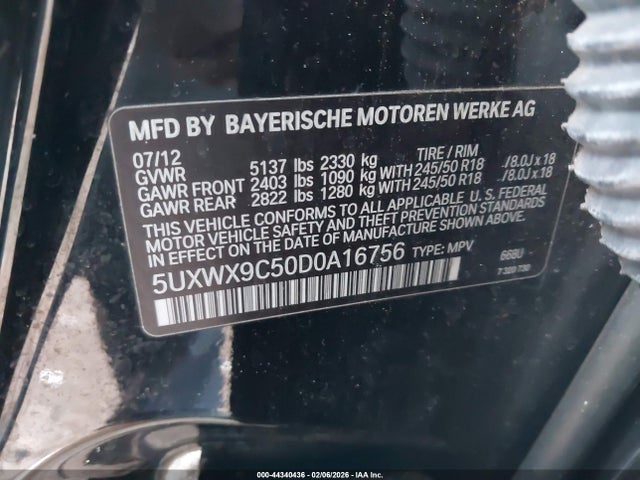 MFD BY BAYERISCHE MOTOREN WERKE AG
07/12 TIRE / RIM
GVWR 5137 lbs 2330 kg
GAWR FRONT 2403 lbs 1090 kg WITH 245/50 R18 /8.0J x 18
GAWR REAR 2822 lbs 1280 kg WITH 245/50 R18 /8.0J x 18
THIS VEHICLE CONFORMS TO ALL APPLICABLE U.S. FEDERAL
MOTOR VEHICLE SAFETY AND THEFT PREVENTION STANDARDS
IN EFFECT ON THE DATE OF MANUFACTURE SHOWN ABOVE.
5UXWX9C50D0A16756 TYPE: MPV 668U
000-44340436 - 02/06/2026 - IAA Inc.